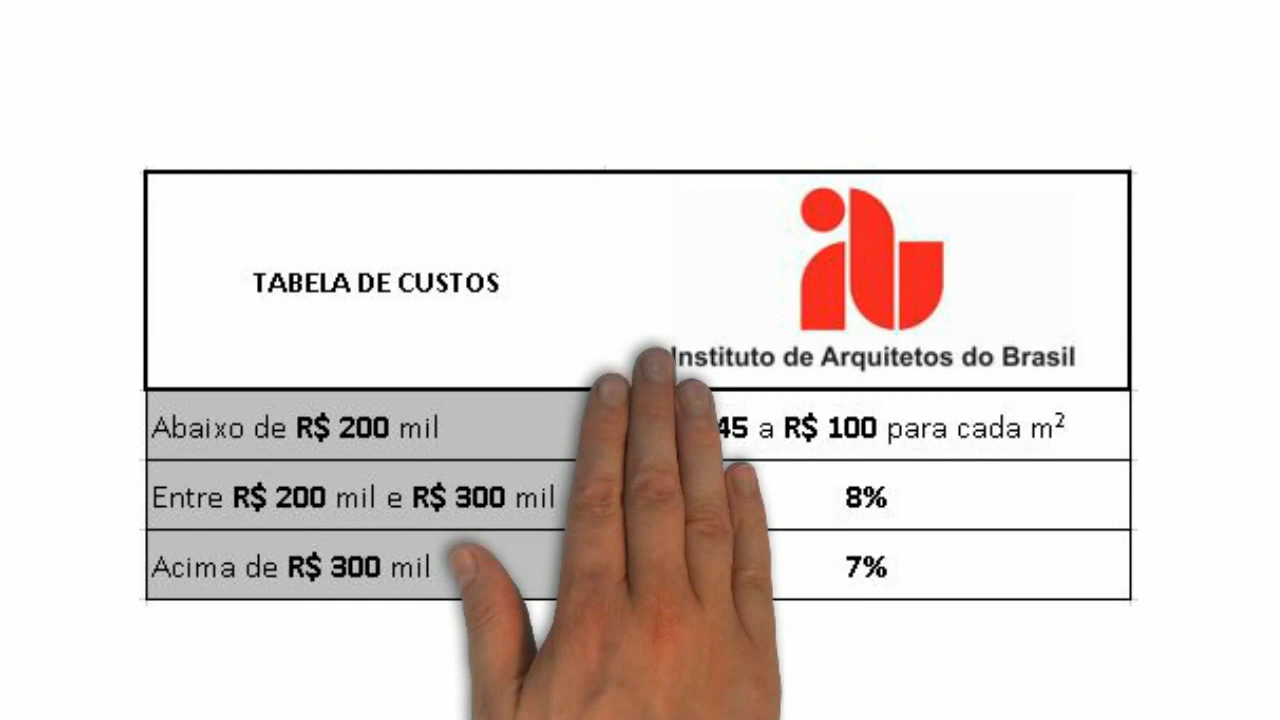 TABELA DE CUSTOS
Instituto de Arquitetos do Brasil
Abaixo de R$ 200 mil
45 a R$ 100 para cada m²
Entre R$ 200 mil e R$ 300 mil
8%
Acima de R$ 300 mil
7%